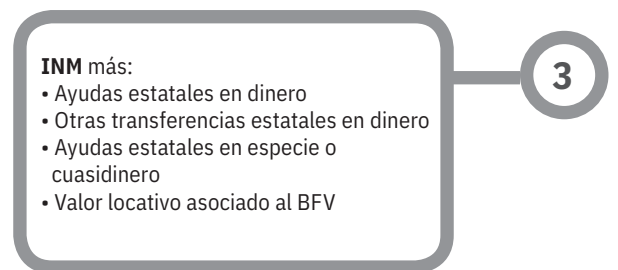 INM más:
• Ayudas estatales en dinero
• Otras transferencias estatales en dinero
• Ayudas estatales en especie o
cuasidinero
• Valor locativo asociado al BFV
3